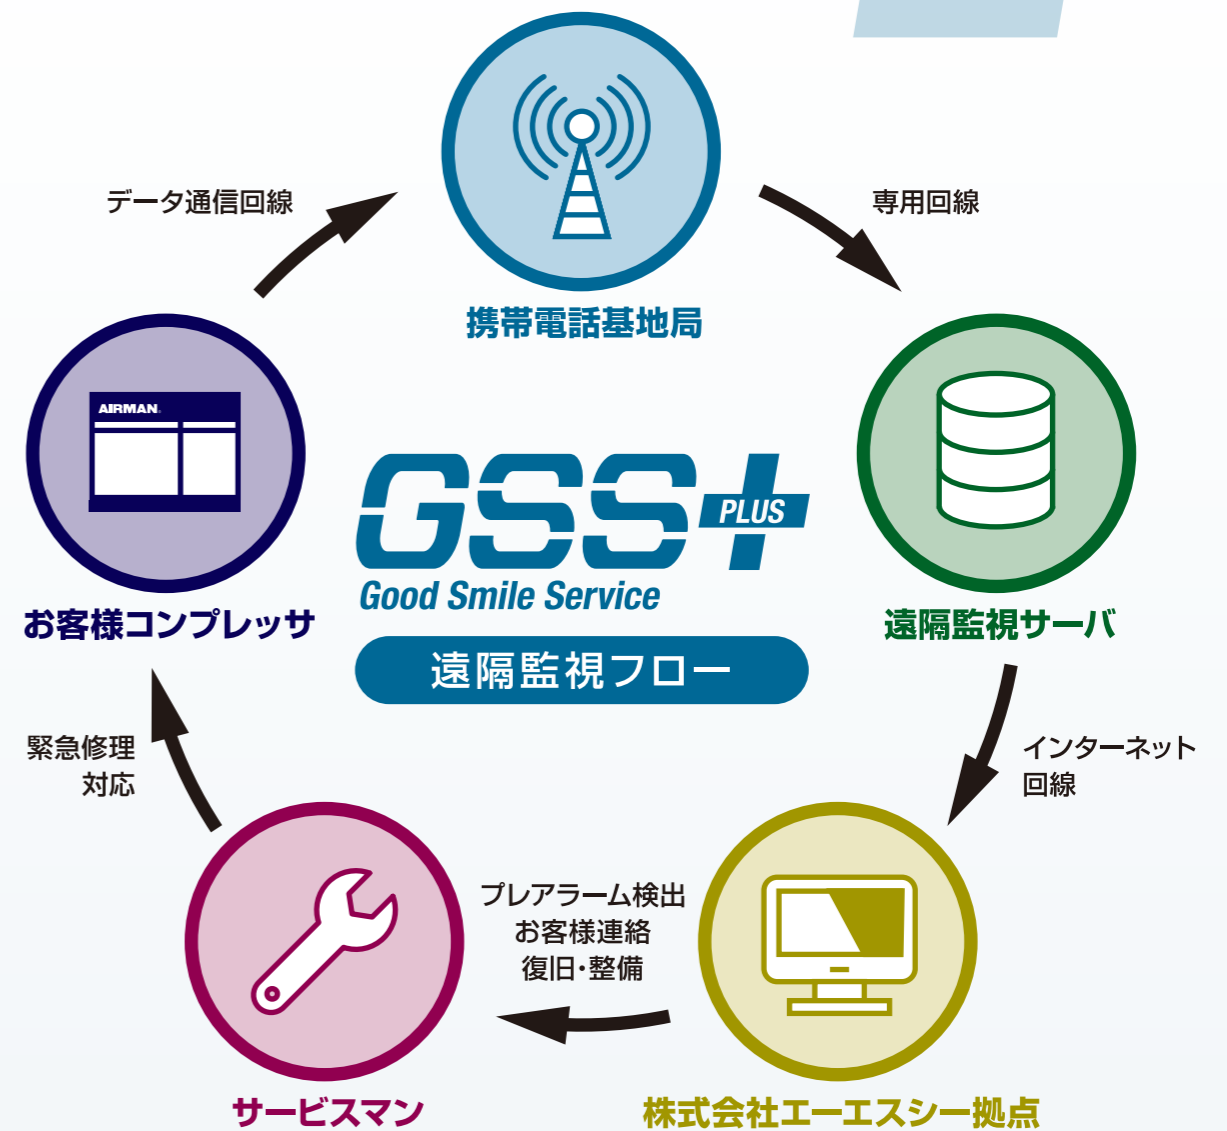 データ通信回線
専用回線
携帯電話基地局
AIRMAN
お客様コンプレッサ
GSS
PLUS
Good Smile Service
遠隔監視フロー
遠隔監視サーバ
緊急修理
対応
インターネット
回線
プレアラーム検出
お客様連絡
復旧・整備
サービスマン
株式会社エーエスシー拠点